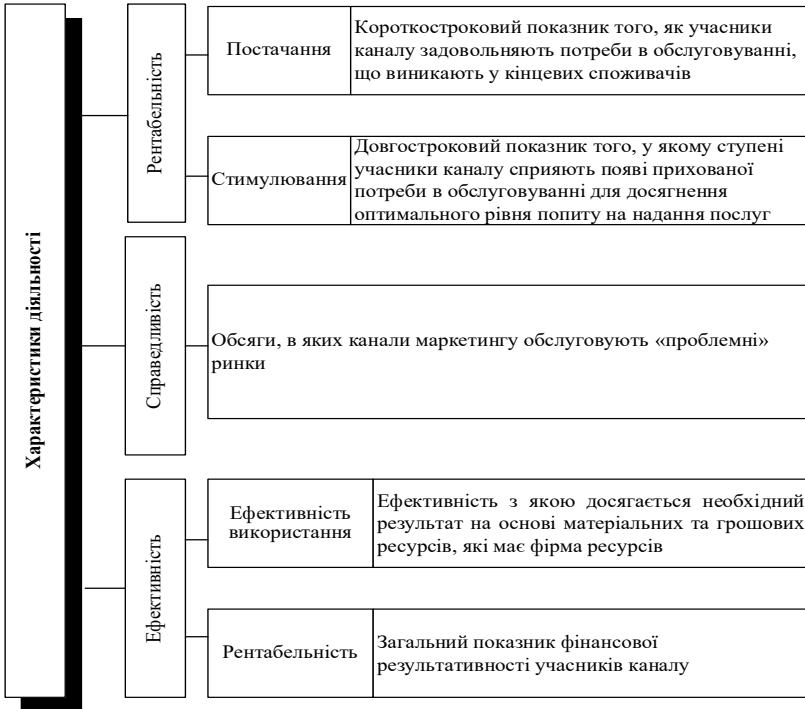 Характеристики діяльності
Рентабельність
Постачання
Короткостроковий показник того, як учасники
каналу задовольняють потреби в обслуговуванні,
що виникають у кінцевих споживачів
Стимулювання
Довгостроковий показник того, у якому ступені
учасники каналу сприяють появі прихованої
потреби в обслуговуванні для досягнення
оптимального рівня попиту на надання послуг
Справедливість
Обсяги, в яких канали маркетингу обслуговують «проблемні»
ринки
Ефективність
Ефективність
використання
Ефективність з якою досягається необхідний
результат на основі матеріальних та грошових
ресурсів, які має фірма ресурсів
Рентабельність
Загальний показник фінансової
результативності учасників каналу